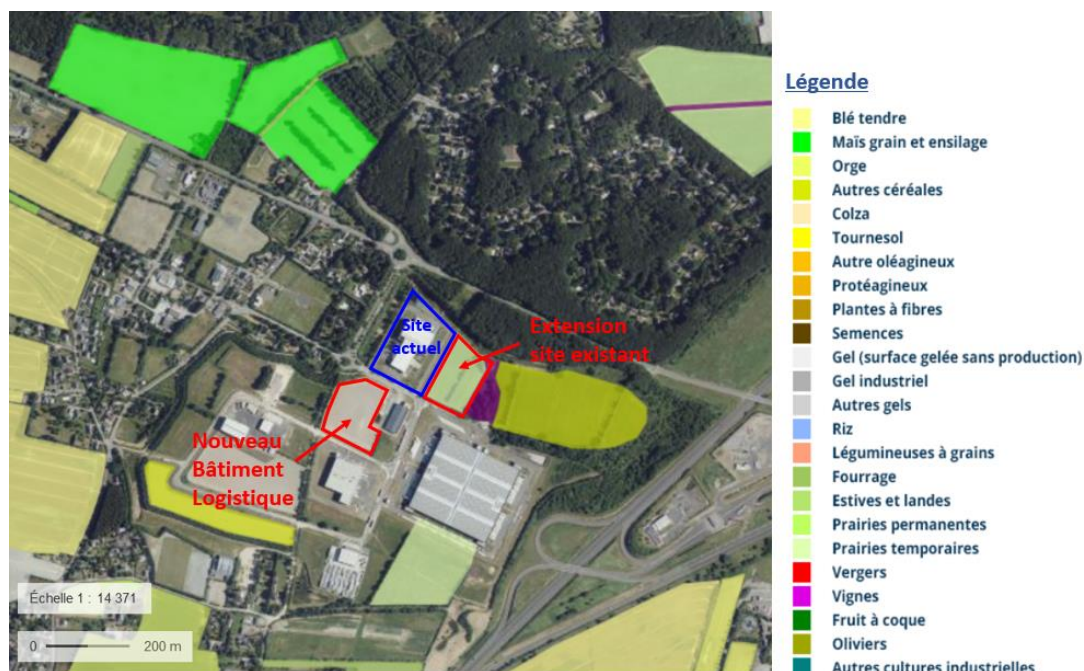 Légende
Blé tendre
Maïs grain et ensilage
Orge
Autres céréales
Colza
Tournesol
Autre oléagineux
Protéagineux
Plantes à fibres
Semences
Gel (surface gelée sans production)
Gel industriel
Autres gels
Riz
Légumineuses à grains
Fourrage
Estives et landes
Prairies permanentes
Prairies temporaires
Vergers
Vignes
Fruit à coque
Oliviers
Autres cultures industrielles
Site
actuel
Extension
site existant
Nouveau
Bâtiment
Logistique
Échelle 1 : 14 371
0 200 m